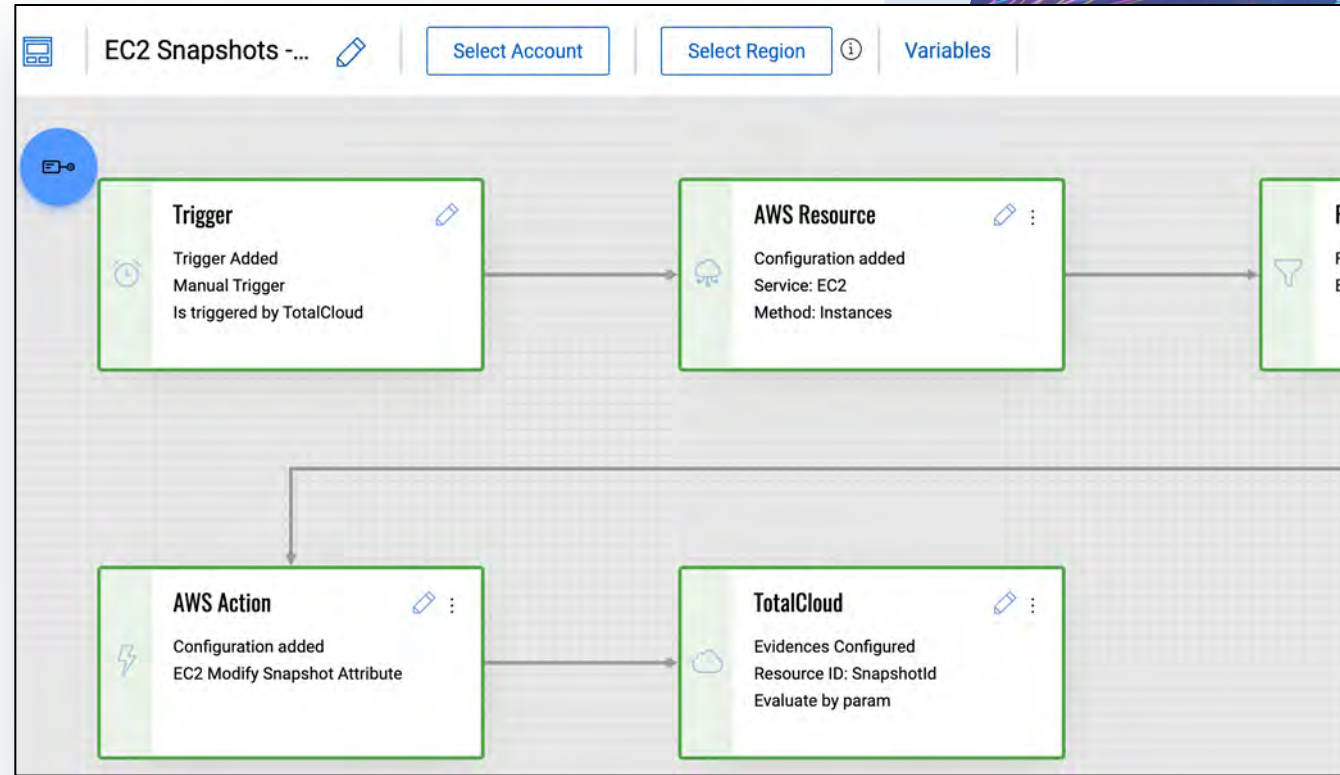 EC2 Snapshots -...
Select Account
Select Region
Variables
Trigger
Trigger Added
Manual Trigger
Is triggered by TotalCloud
AWS Resource
Configuration added
Service: EC2
Method: Instances
AWS Action
Configuration added
EC2 Modify Snapshot Attribute
TotalCloud
Evidences Configured
Resource ID: SnapshotId
Evaluate by param